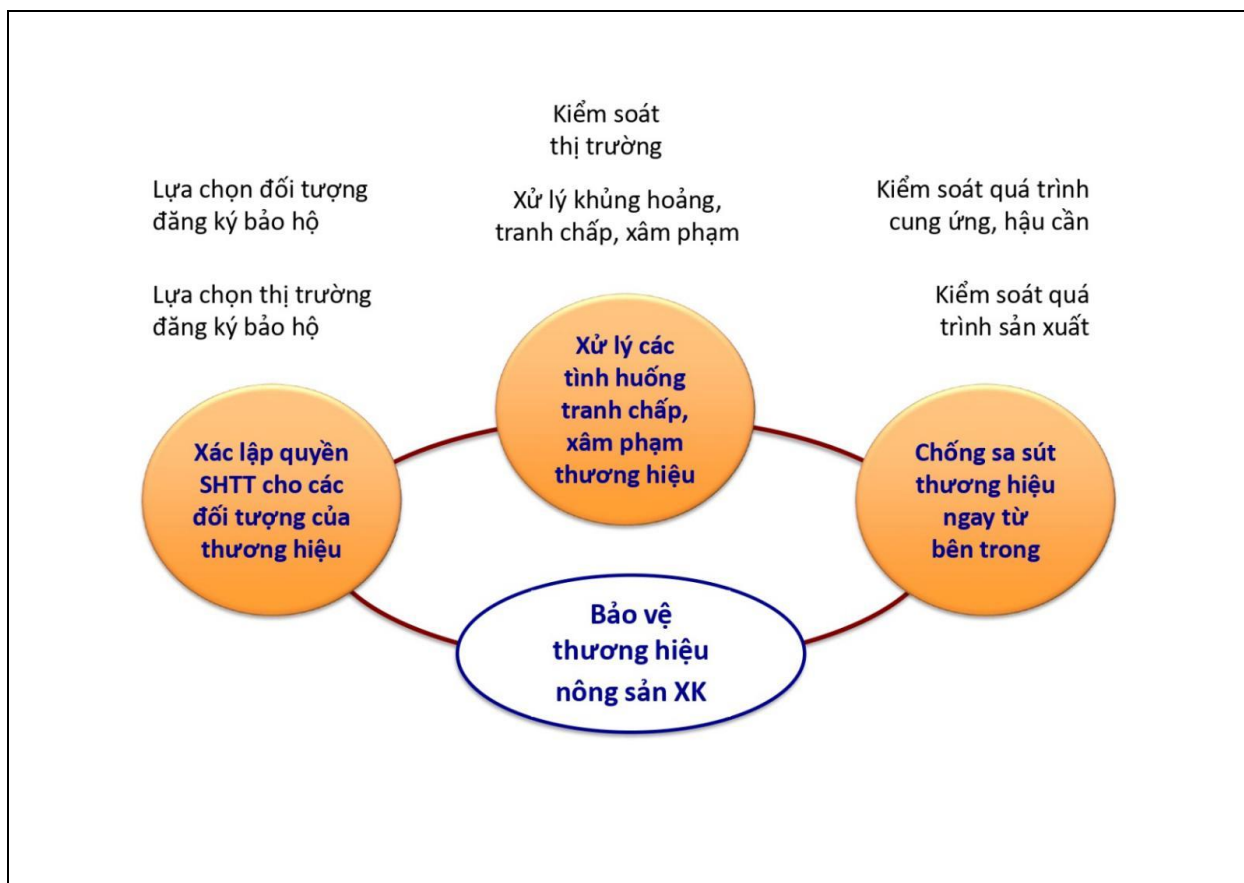 Kiểm soát
thị trường
Xử lý khủng hoảng,
tranh chấp, xâm phạm
Lựa chọn đối tượng
đăng ký bảo hộ
Lựa chọn thị trường
đăng ký bảo hộ
Kiểm soát quá trình
cung ứng, hậu cần
Kiểm soát quá
trình sản xuất
Xử lý các
tình huống
tranh chấp,
xâm phạm
thương hiệu
Xác lập quyền
SHTT cho các
đối tượng của
thương hiệu
Chống sa sút
thương hiệu
ngay từ
bên trong
Bảo vệ
thương hiệu
nông sản XK